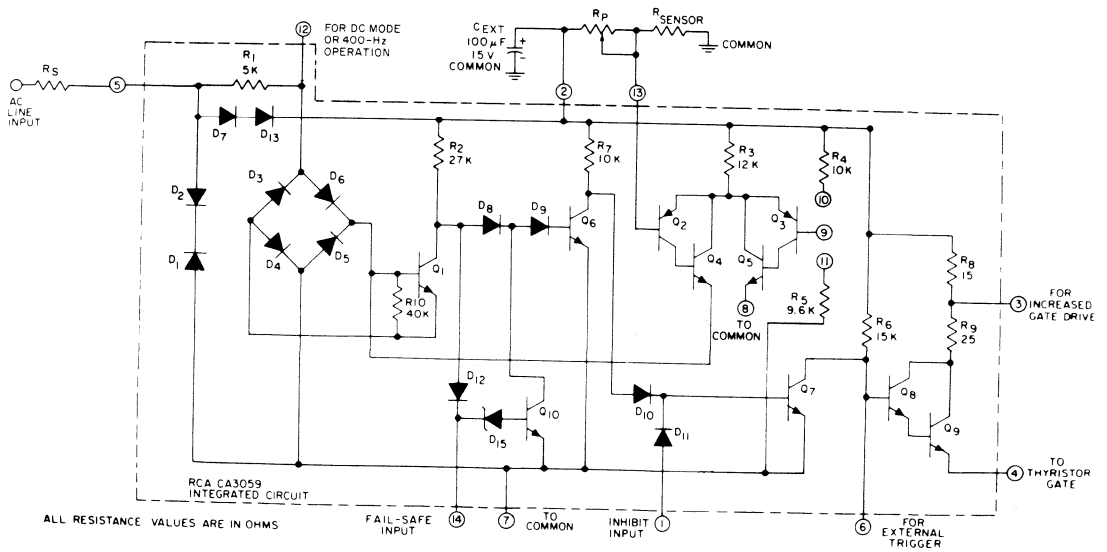 12
FOR DC MODE
OR 400-Hz
OPERATION
CEXT
100µF
15V
COMMON
+
-
RP
RSENSOR
COMMON
R1
5K
RS
5
AC
LINE
INPUT
2
13
D7
D13
R2
27K
R7
10K
R3
12K
R4
10K
10
D3
D6
D2
D8
D9
Q6
Q2
Q3
9
D4
D5
D1
Q1
Q4
Q5
11
R8
15
R10
40K
8
TO
COMMON
R5
9.6K
3
FOR
INCREASED
GATE DRIVE
R6
15K
R9
25
D12
D15
Q10
D10
D11
Q7
Q8
Q9
RCA CA3059
INTEGRATED CIRCUIT
4
TO
THYRISTOR
GATE
ALL RESISTANCE VALUES ARE IN OHMS
FAIL-SAFE
INPUT
14
7
TO
COMMON
INHIBIT
INPUT
1
6
FOR
EXTERNAL
TRIGGER